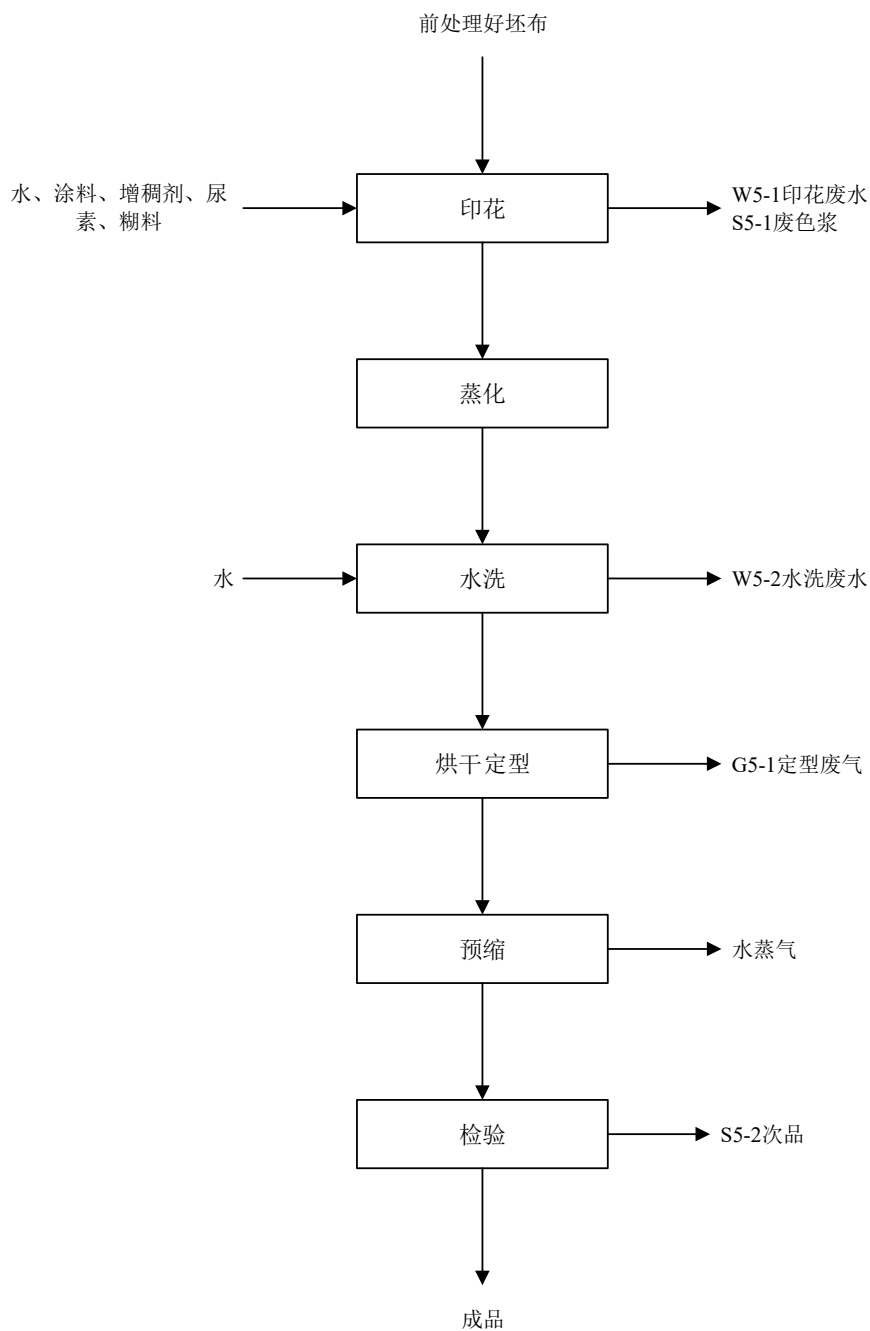 前处理好坯布
水、涂料、增稠剂、尿
素、糊料
印花
W5-1印花废水
S5-1废色浆
蒸化
水
水洗
W5-2水洗废水
烘干定型
G5-1定型废气
预缩
水蒸气
检验
S5-2次品
成品